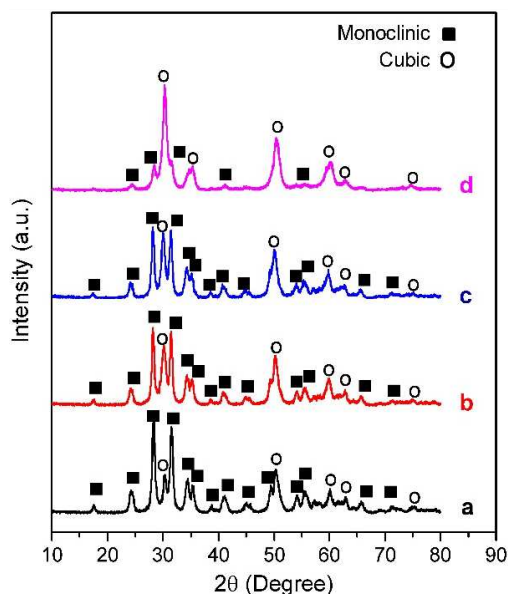 Monoclinic ■
Cubic O
d
c
b
a
Intensity (a.u.)
10 20 30 40 50 60 70 80 90
2θ (Degree)